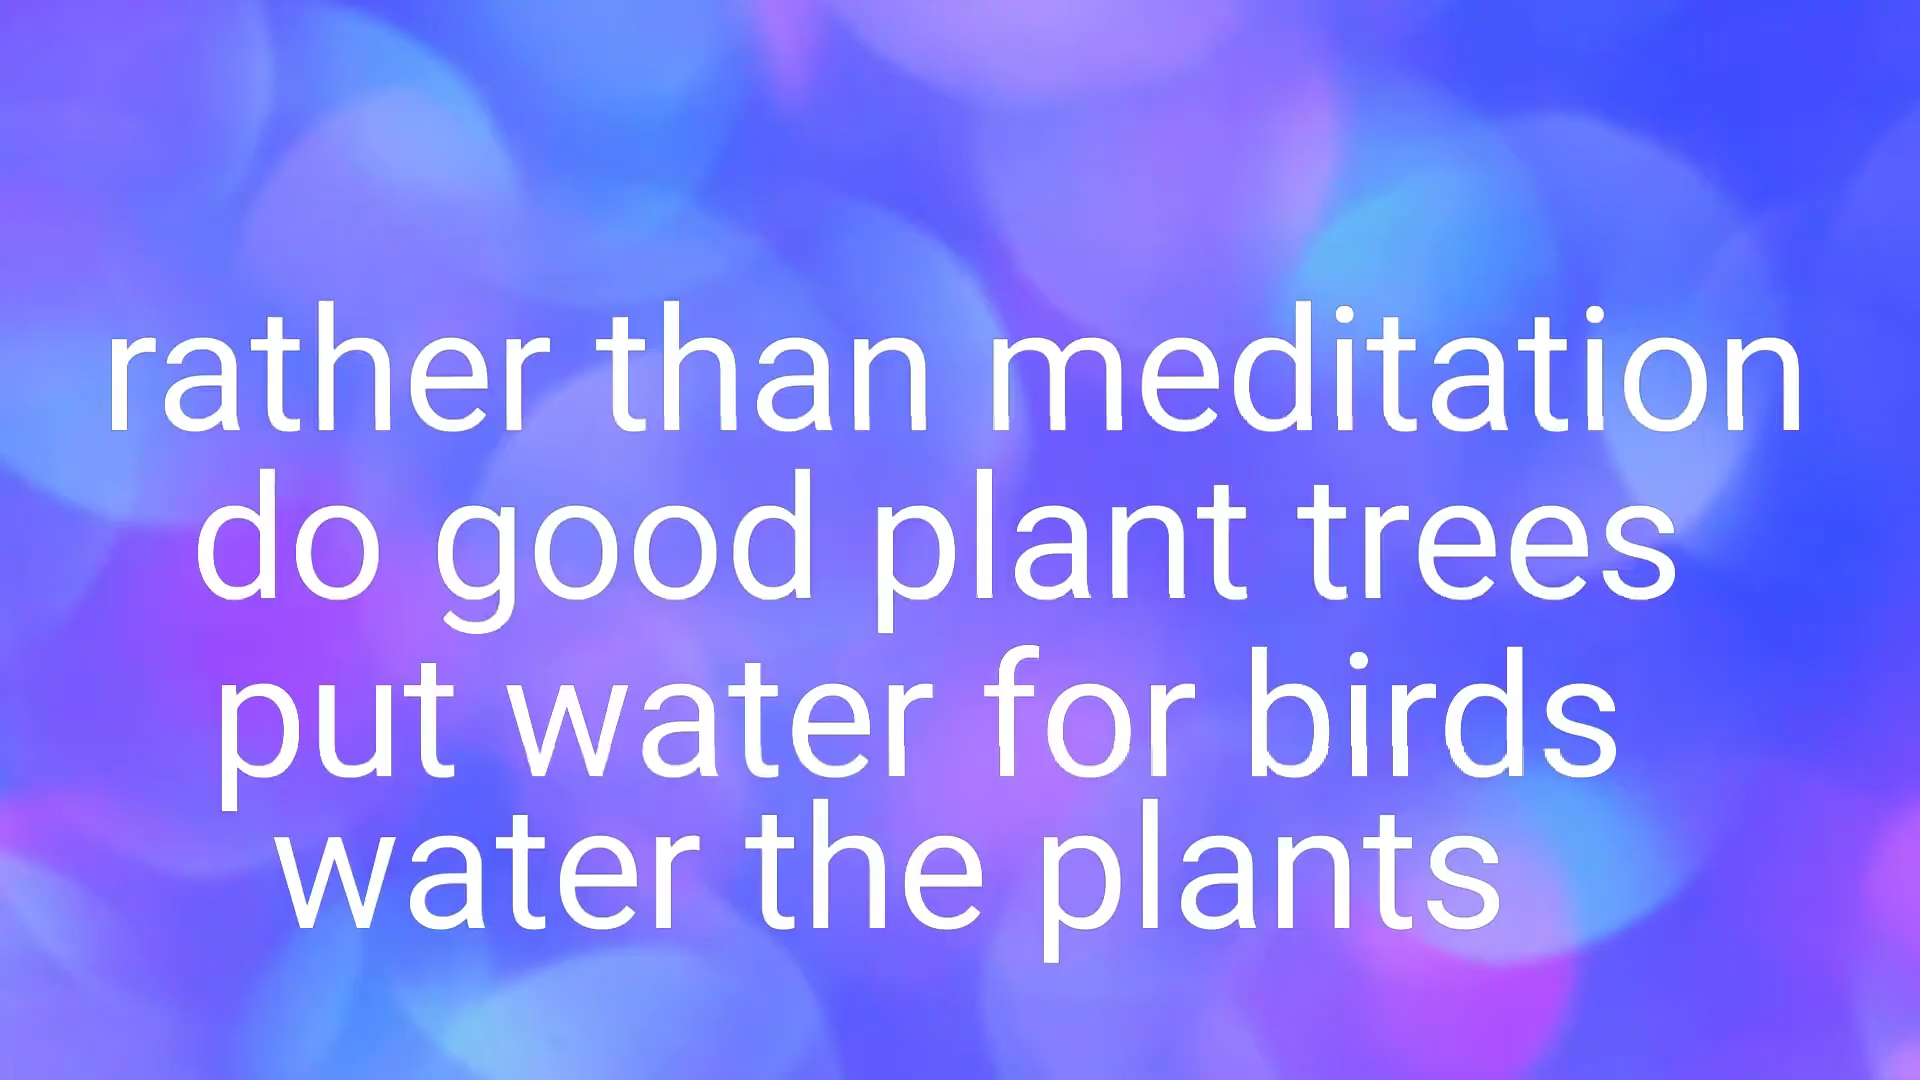 rather than meditation
do good plant trees
put water for birds
water the plants